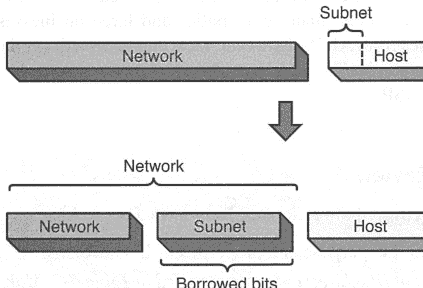 Subnet
Network
Host
Network
Network
Subnet
Host
Borrowed bits